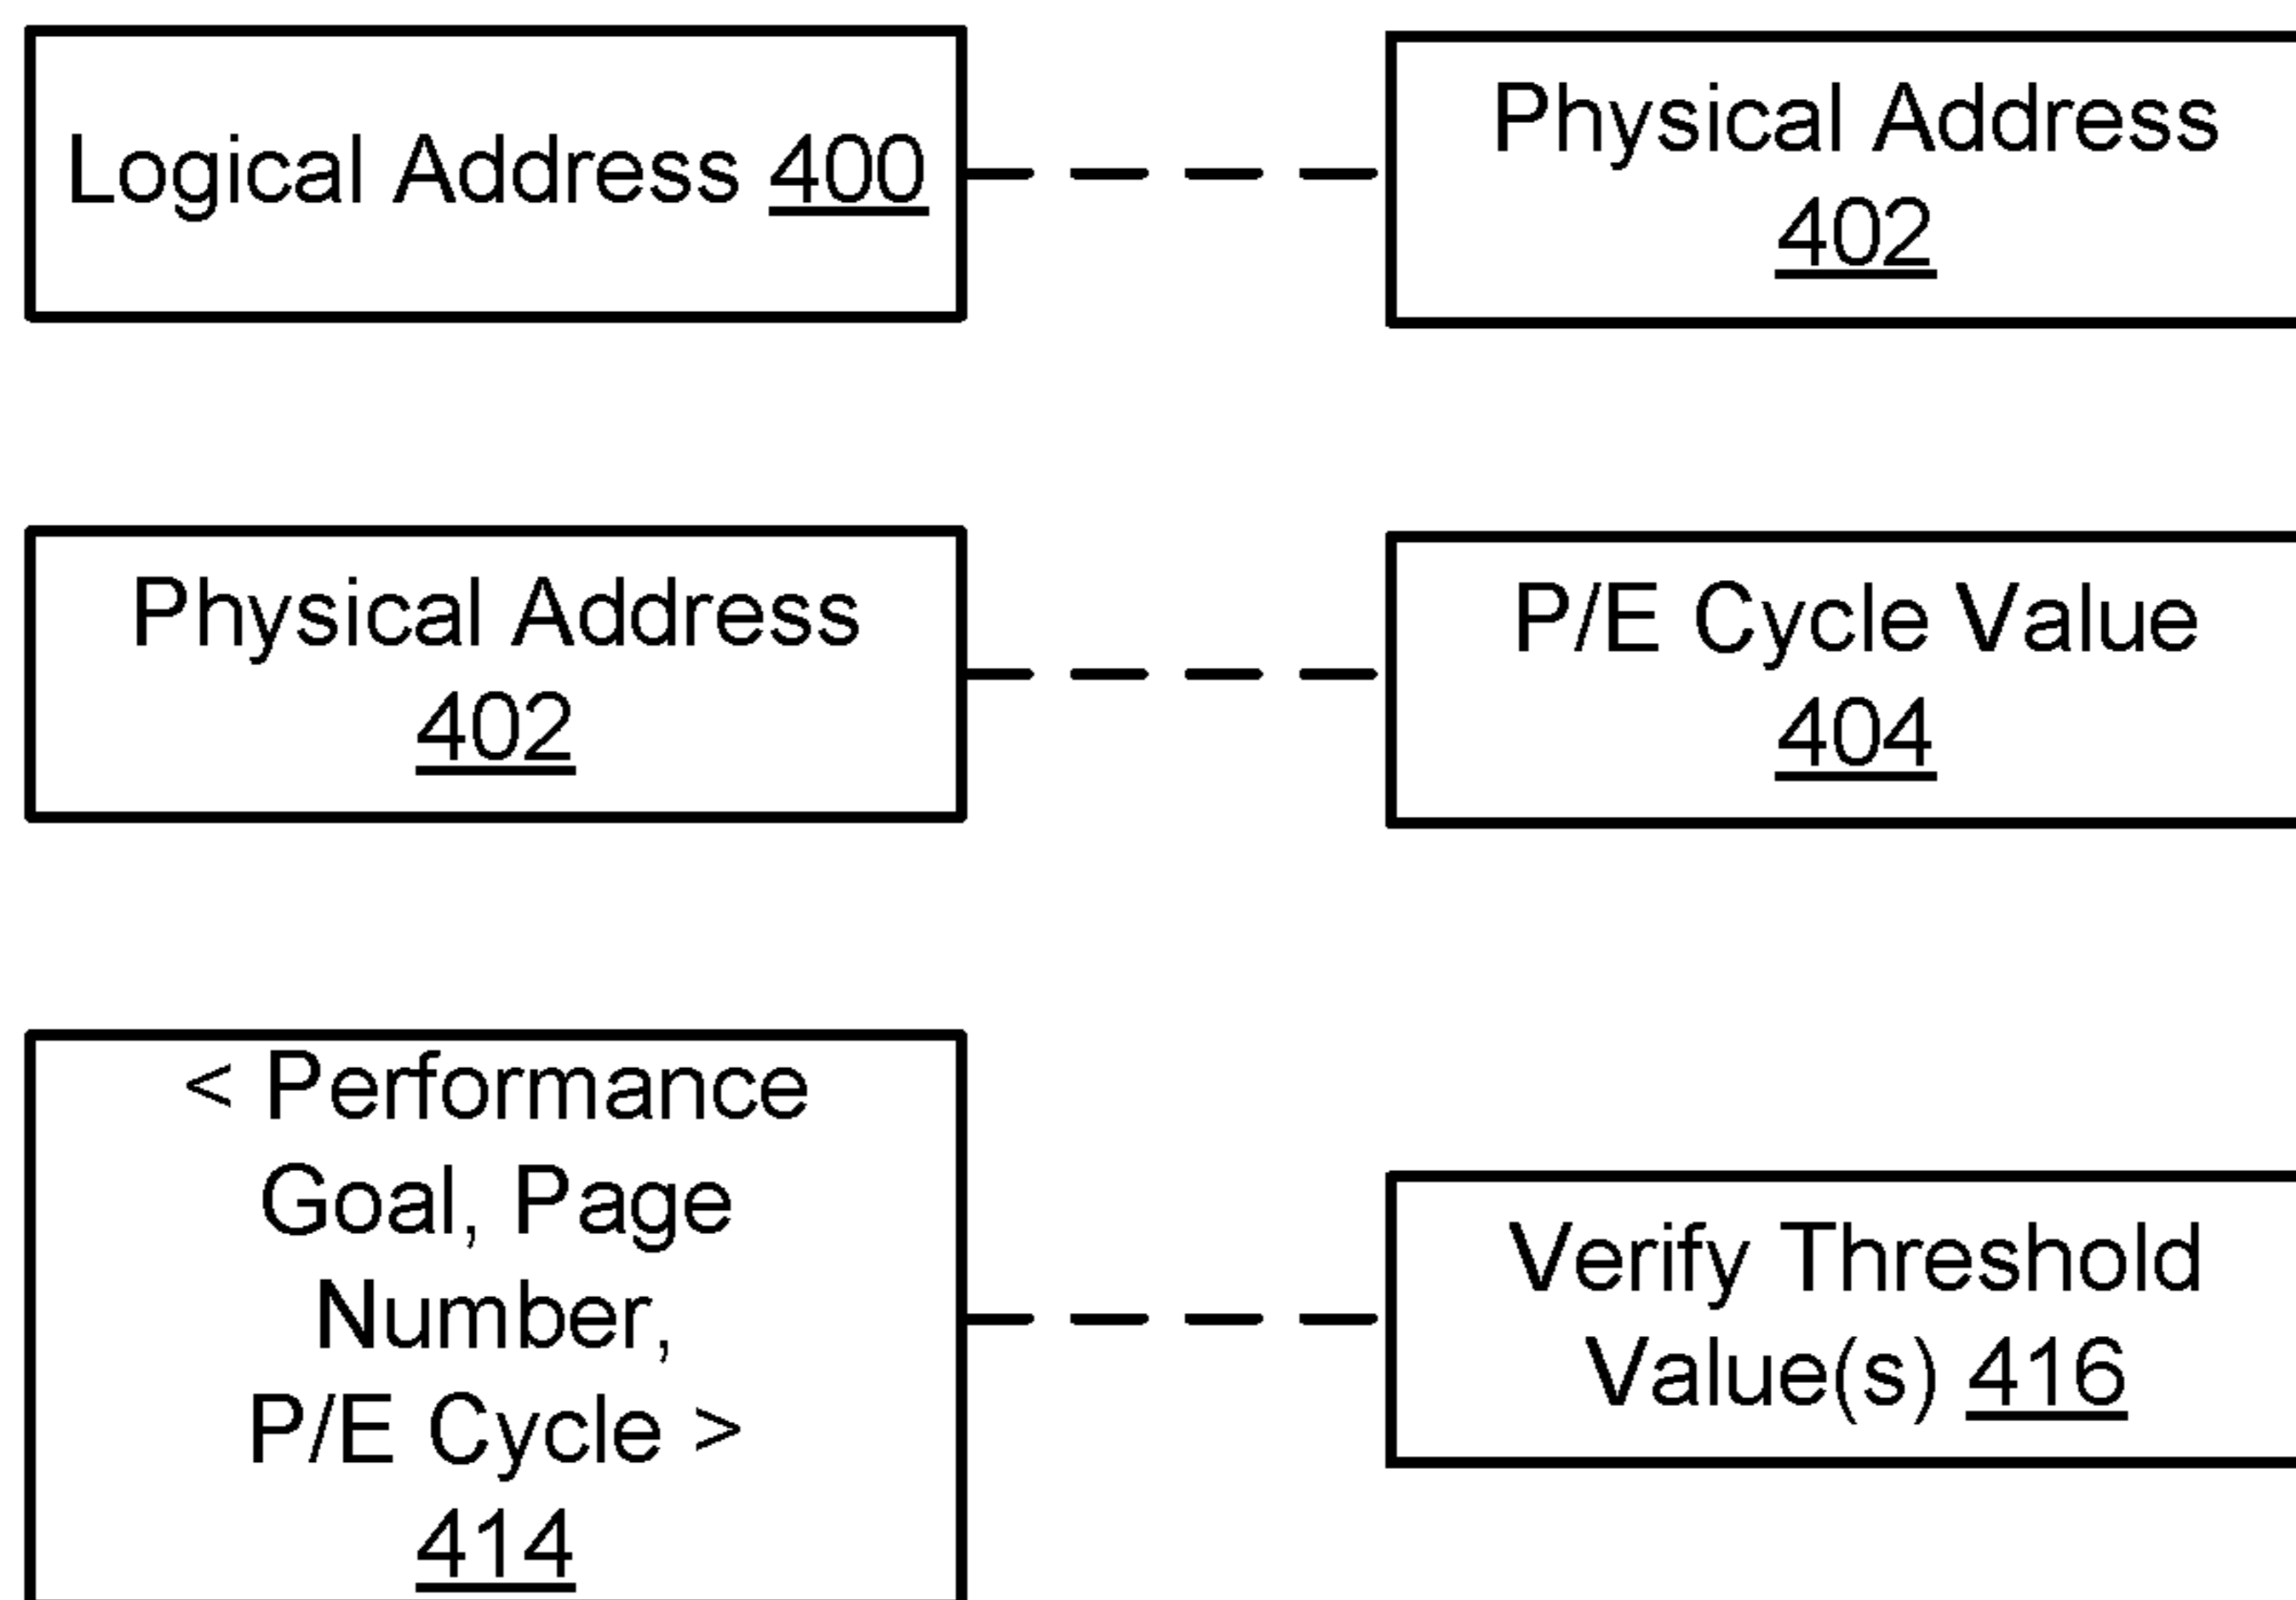 Logical Address 400
Physical Address
402
Physical Address
402
P/E Cycle Value
404
< Performance
Goal, Page
Number,
P/E Cycle >
414
Verify Threshold
Value(s) 416